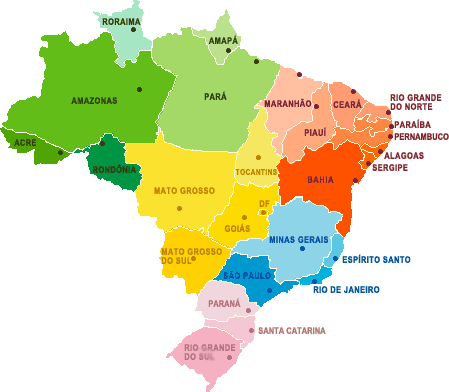 RORAIMA
AMAPÁ
AMAZONAS
PARÁ
MARANHÃO
CEARÁ
RIO GRANDE
DO NORTE
PARAÍBA
PERNAMBUCO
PIAUÍ
ACRE
ALAGOAS
SERGIPE
RONDÔNIA
TOCANTINS
BAHIA
MATO GROSSO
DF
GOIÁS
MINAS GERAIS
MATO GROSSO
DO SUL
ESPÍRITO SANTO
SÃO PAULO
RIO DE JANEIRO
PARANÁ
SANTA CATARINA
RIO GRANDE
DO SUL